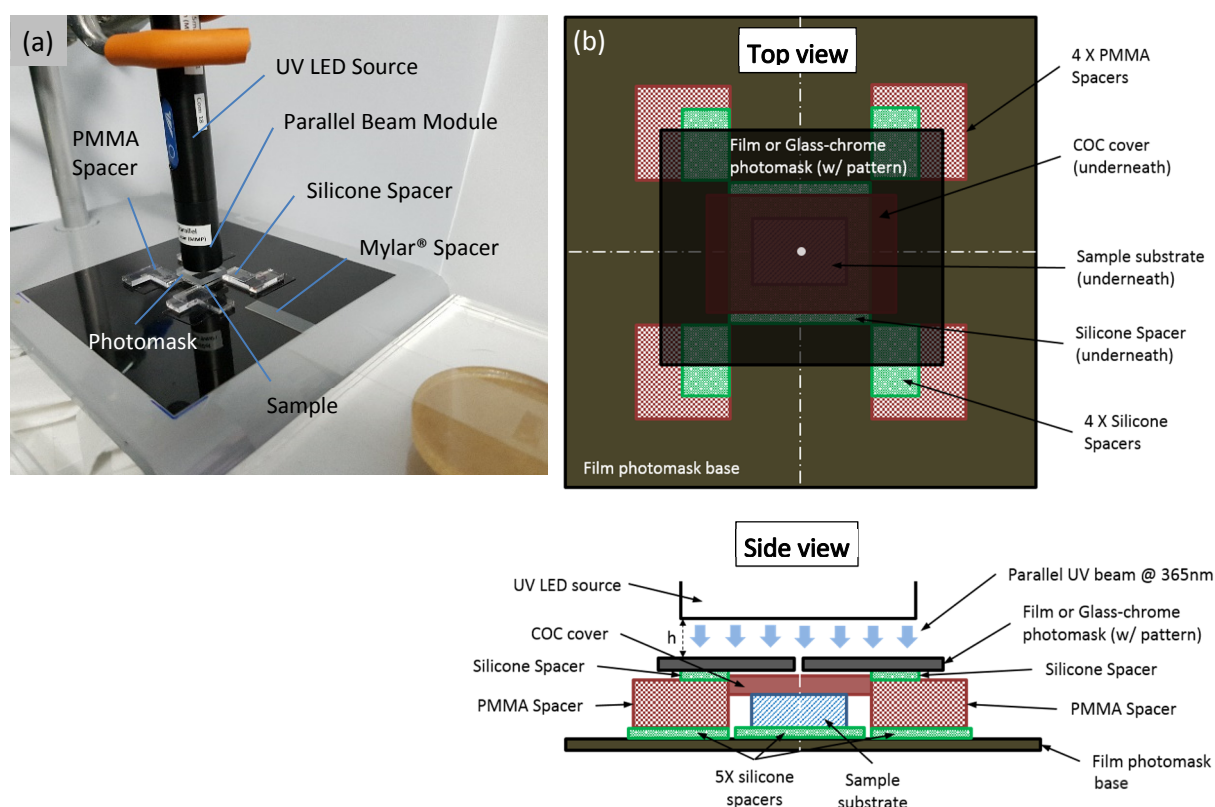 (a)
UV LED Source
Parallel Beam Module
PMMA
Spacer
Silicone Spacer
Mylar® Spacer
Photomask
Sample
Parallel
(b)
Top view
4 X PMMA
Spacers
Film or Glass-chrome
photomask (w/ pattern)
COC cover
(underneath)
Sample substrate
(underneath)
Silicone Spacer
(underneath)
4 X Silicone
Spacers
Film photomask base
Side view
UV LED source
Parallel UV beam @ 365nm
h
COC cover
Film or Glass-chrome
photomask (w/ pattern)
Silicone Spacer
Silicone Spacer
PMMA Spacer
PMMA Spacer
5X silicone
spacers
Sample
substrate
Film photomask
base